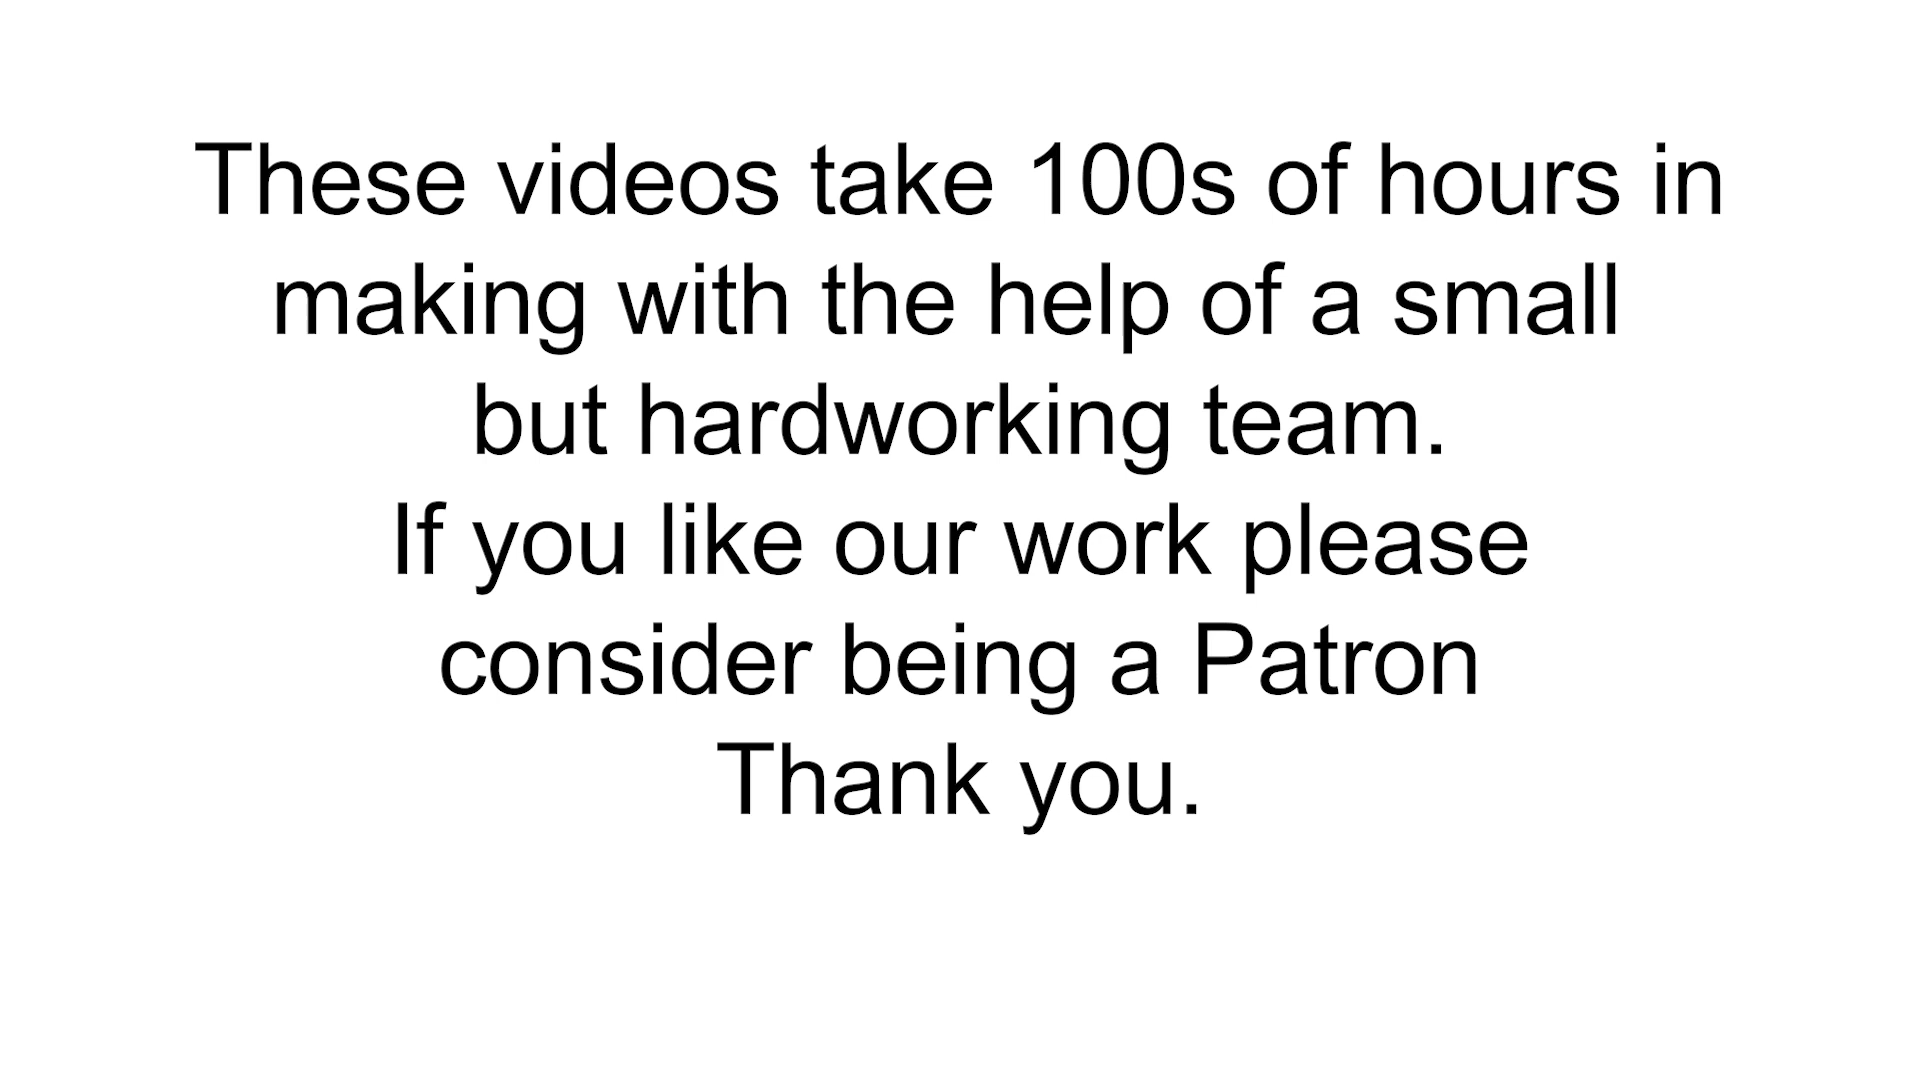 These videos take 100s of hours in
making with the help of a small
but hardworking team.
If you like our work please
consider being a Patron
Thank you.